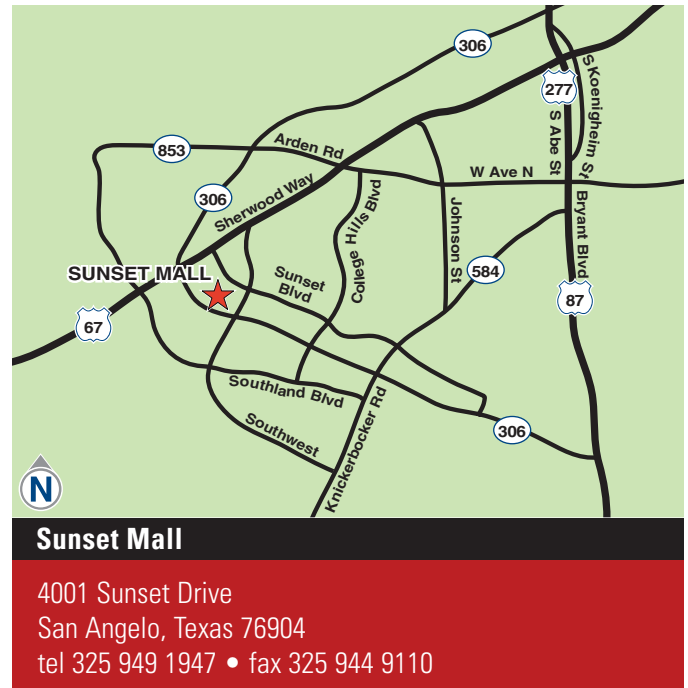 306
277
S Koenigheim St
S Abe St
853
Arden Rd
W Ave N
306
Sherwood Way
College Hills Blvd
Johnson St
Bryant Blvd
584
SUNSET MALL
Sunset
Blvd
87
67
Southland Blvd
Knickerbocker Rd
306
Southwest
N
Sunset Mall
4001 Sunset Drive
San Angelo, Texas 76904
tel 325 949 1947 • fax 325 944 9110